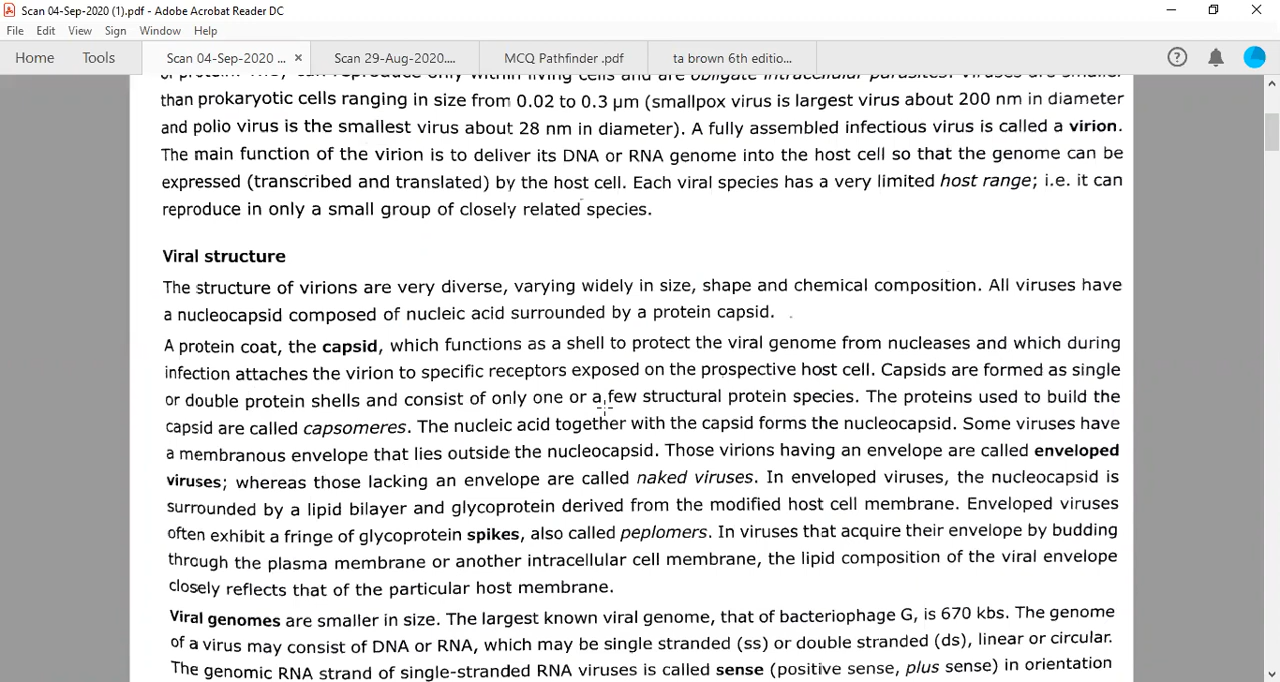 Scan 04-Sep-2020 (1).pdf - Adobe Acrobat Reader DC
File Edit View Sign Window Help
Home Tools Scan 04-Sep-2020 ... × Scan 29-Aug-2020.... MCQ Pathfinder .pdf ta brown 6th editio...
of protein. They can reproduce only within living cells and are obligate intracellular parasites. Viruses are smaller
than prokaryotic cells ranging in size from 0.02 to 0.3 μm (smallpox virus is largest virus about 200 nm in diameter
and polio virus is the smallest virus about 28 nm in diameter). A fully assembled infectious virus is called a virion.
The main function of the virion is to deliver its DNA or RNA genome into the host cell so that the genome can be
expressed (transcribed and translated) by the host cell. Each viral species has a very limited host range; i.e. it can
reproduce in only a small group of closely related species.
Viral structure
The structure of virions are very diverse, varying widely in size, shape and chemical composition. All viruses have
a nucleocapsid composed of nucleic acid surrounded by a protein capsid.
A protein coat, the capsid, which functions as a shell to protect the viral genome from nucleases and which during
infection attaches the virion to specific receptors exposed on the prospective host cell. Capsids are formed as single
or double protein shells and consist of only one or a few structural protein species. The proteins used to build the
capsid are called capsomeres. The nucleic acid together with the capsid forms the nucleocapsid. Some viruses have
a membranous envelope that lies outside the nucleocapsid. Those virions having an envelope are called enveloped
viruses; whereas those lacking an envelope are called naked viruses. In enveloped viruses, the nucleocapsid is
surrounded by a lipid bilayer and glycoprotein derived from the modified host cell membrane. Enveloped viruses
often exhibit a fringe of glycoprotein spikes, also called peplomers. In viruses that acquire their envelope by budding
through the plasma membrane or another intracellular cell membrane, the lipid composition of the viral envelope
closely reflects that of the particular host membrane.
Viral genomes are smaller in size. The largest known viral genome, that of bacteriophage G, is 670 kbs. The genome
of a virus may consist of DNA or RNA, which may be single stranded (ss) or double stranded (ds), linear or circular.
The genomic RNA strand of single-stranded RNA viruses is called sense (positive sense, plus sense) in orientation